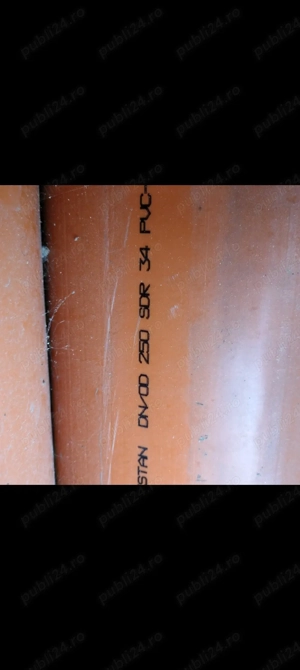 STAN DN/OD 250 SDR 34 PVC-
publi24.ro